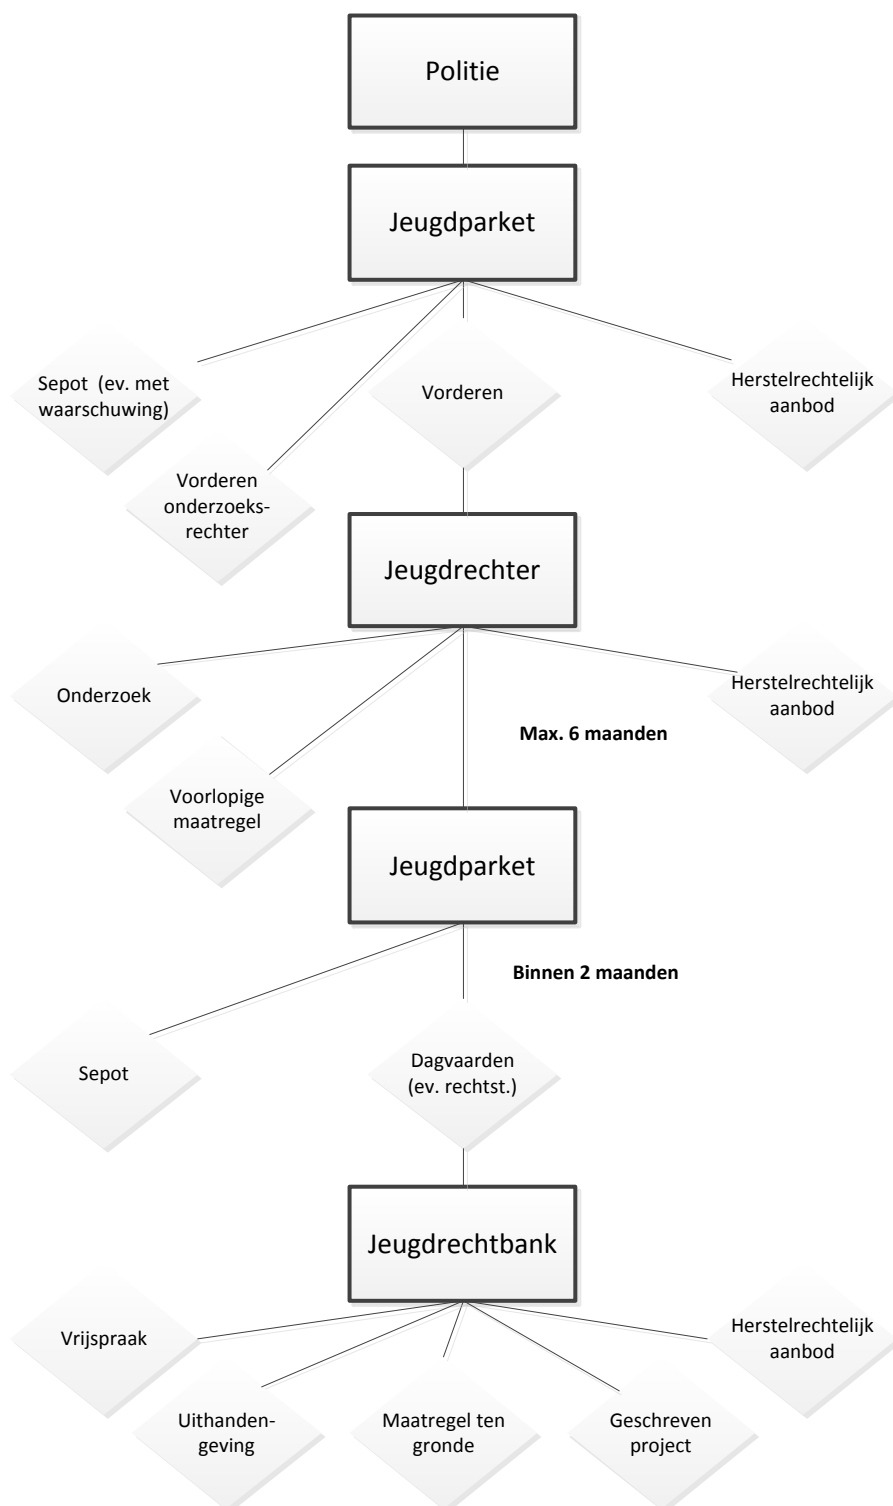 Politie
Jeugdparket
Sepot  (ev. met
waarschuwing)
Vorderen
Herstelrechtelijk
aanbod
Vorderen
onderzoeks-
rechter
Jeugdrechter
Onderzoek
Herstelrechtelijk
aanbod
Max. 6 maanden
Voorlopige
maatregel
Jeugdparket
Binnen 2 maanden
Sepot
Dagvaarden
(ev. rechtst.)
Jeugdrechtbank
Vrijspraak
Herstelrechtelijk
aanbod
Uithanden-
geving
Maatregel ten
gronde
Geschreven
project